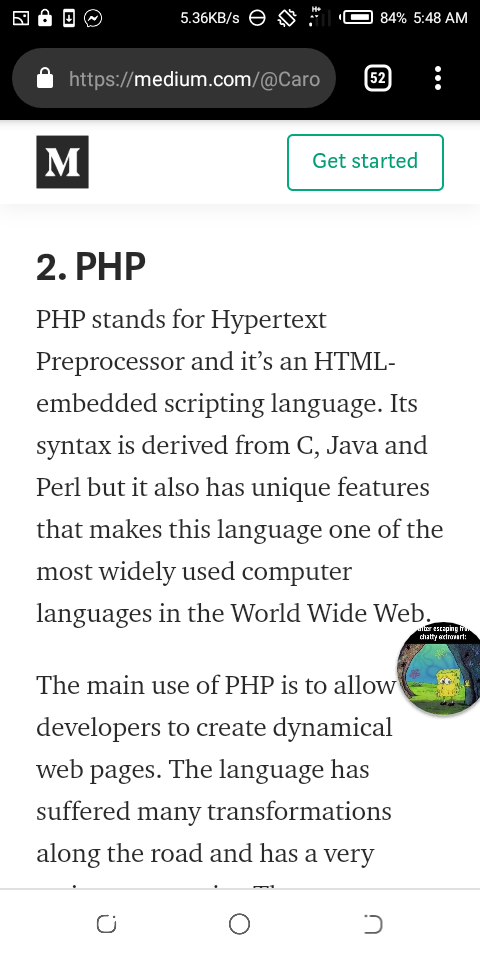 5.36KB/s H+ 84% 5:48 AM
https://medium.com/@Caro 52
M Get started
2. PHP
PHP stands for Hypertext
Preprocessor and it’s an HTML-
embedded scripting language. Its
syntax is derived from C, Java and
Perl but it also has unique features
that makes this language one of the
most widely used computer
languages in the World Wide Web.
chatty extrovert:
The main use of PHP is to allow
developers to create dynamical
web pages. The language has
suffered many transformations
along the road and has a very